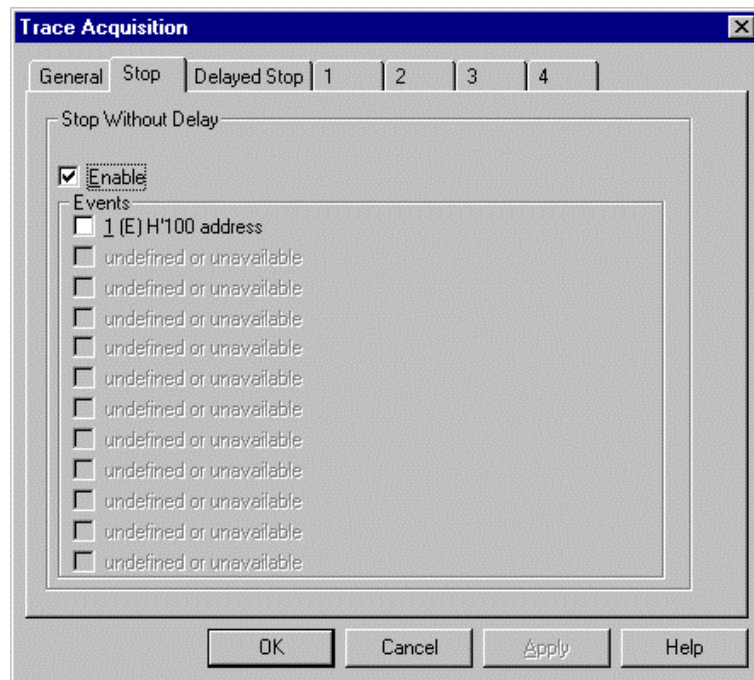 Trace Acquisition
General Stop Delayed Stop 1 2 3 4
Stop Without Delay
Enable
Events
1 (E) H'100 address
undefined or unavailable
undefined or unavailable
undefined or unavailable
undefined or unavailable
undefined or unavailable
undefined or unavailable
undefined or unavailable
undefined or unavailable
undefined or unavailable
undefined or unavailable
undefined or unavailable
OK Cancel Apply Help